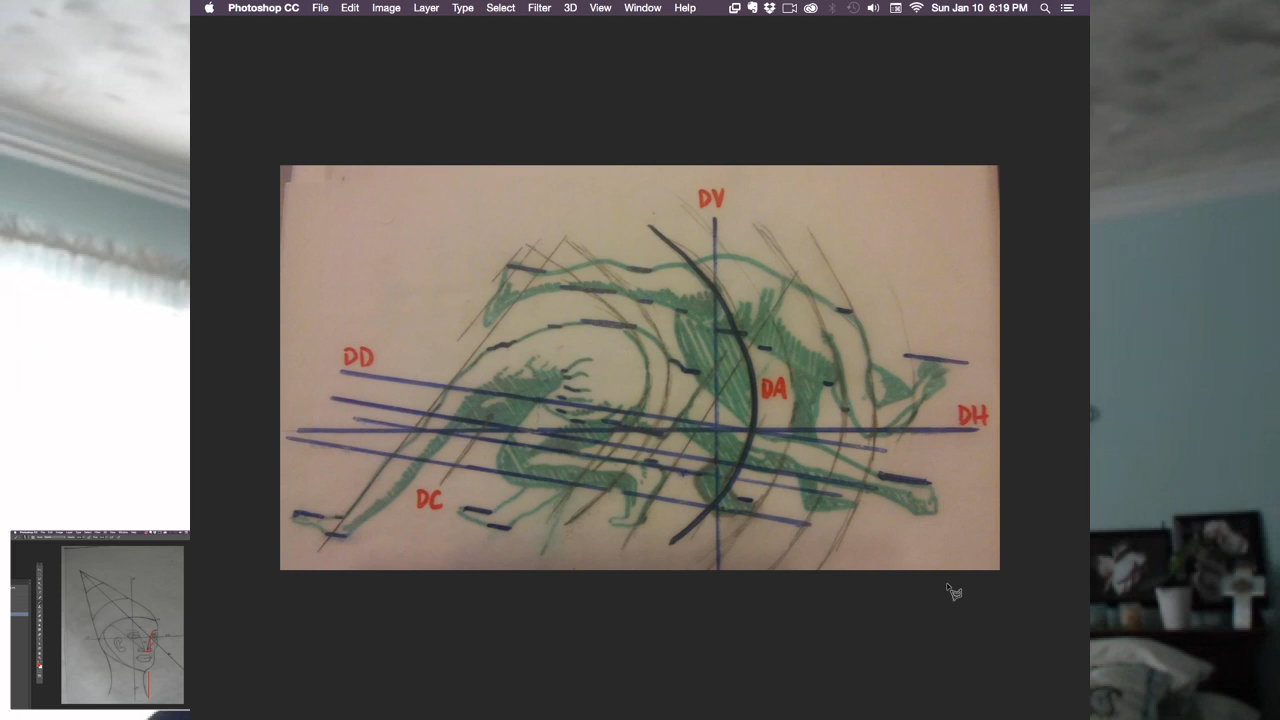 Photoshop CC File Edit Image Layer Type Select Filter 3D View Window Help Sun Jan 10 6:19 PM
DV
DD
DA
DH
DC